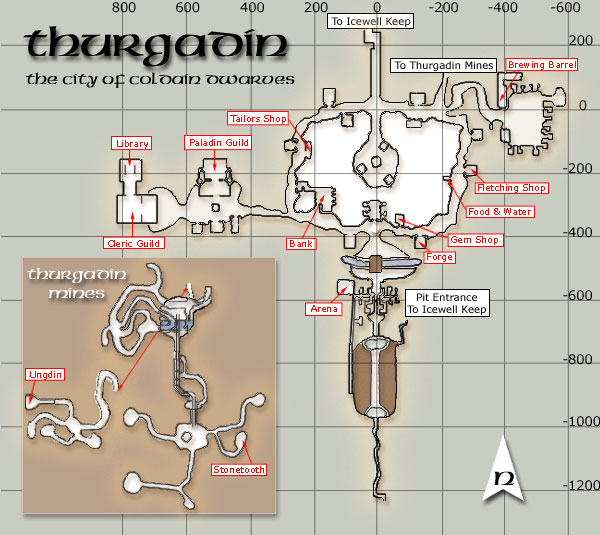 thurgadin
the city of coldain dwarves
To Icewell Keep
To Thurgadin Mines
Brewing Barrel
Tailors Shop
Library
Paladin Guild
Fletching Shop
Food & Water
Cleric Guild
Bank
Gem Shop
Forge
Arena
Pit Entrance
To Icewell Keep
thurgadin
mines
Ungdin
Stonetooth
n
800 600 400 200 0 -200 -400 -600
200
0
-200
-400
-600
-800
-1000
-1200